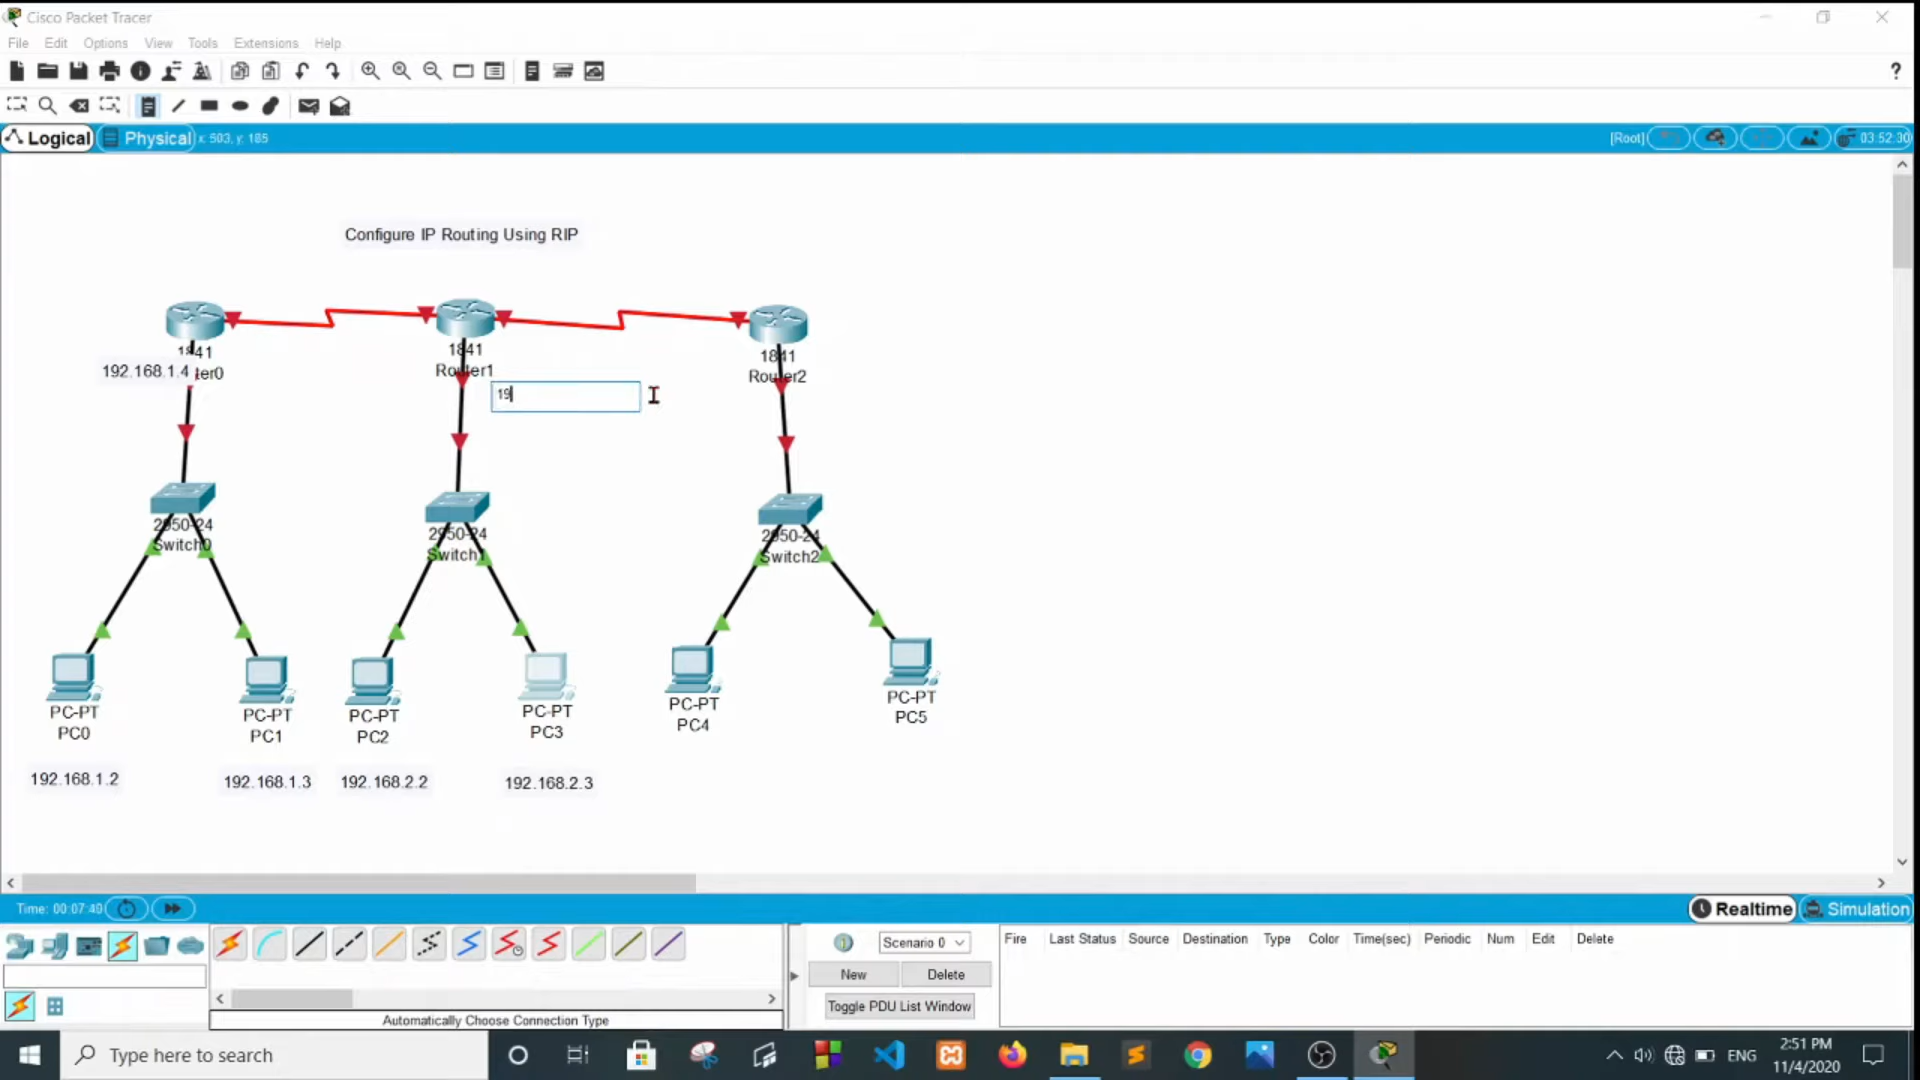 Cisco Packet Tracer
File Edit Options View Tools Extensions Help
?
Logical Physical x: 503, y: 185 [Root] 03:52:30
Configure IP Routing Using RIP
1841
192.168.1.4 ter0
1841
Router1
1841
Router2
19
2950-24
Switch0
2950-24
Switch1
2950-24
Switch2
PC-PT
PC0
PC-PT
PC1
PC-PT
PC2
PC-PT
PC3
PC-PT
PC4
PC-PT
PC5
192.168.1.2 192.168.1.3 192.168.2.2 192.168.2.3
Time: 00:07:49 Realtime Simulation
Scenario 0
New Delete
Toggle PDU List Window
Fire Last Status Source Destination Type Color Time(sec) Periodic Num Edit Delete
Automatically Choose Connection Type
Type here to search
ENG
2:51 PM
11/4/2020